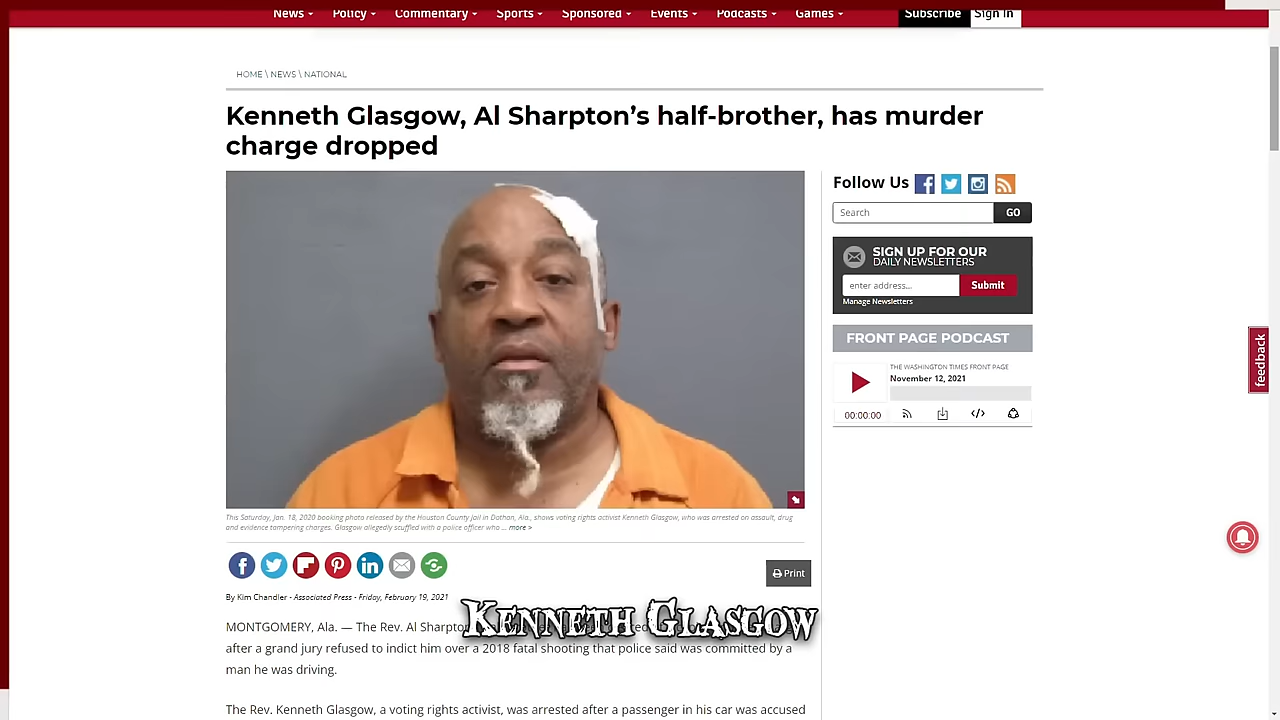 News Policy Commentary Sports Sponsored Events Podcasts Games Subscribe Sign In
HOME \ NEWS \ NATIONAL
Kenneth Glasgow, Al Sharpton’s half-brother, has murder
charge dropped
Follow Us
Search GO
SIGN UP FOR OUR
DAILY NEWSLETTERS
enter address... Submit
Manage Newsletters
FRONT PAGE PODCAST
THE WASHINGTON TIMES FRONT PAGE
November 12, 2021
00:00:00
feedback
This Saturday, Jan. 18, 2020 booking photo released by the Houston County Jail in Dothan, Ala., shows voting rights activist Kenneth Glasgow, who was arrested on assault, drug
and evidence tampering charges. Glasgow allegedly scuffled with a police officer who ... more >
Print
By Kim Chandler - Associated Press - Friday, February 19, 2021
KENNETH GLASGOW
MONTGOMERY, Ala. — The Rev. Al Sharpto
after a grand jury refused to indict him over a 2018 fatal shooting that police said was committed by a
man he was driving.
The Rev. Kenneth Glasgow, a voting rights activist, was arrested after a passenger in his car was accused